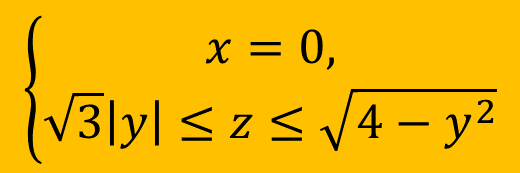 x = 0,
√3|y| ≤ z ≤ √(4 − y²)